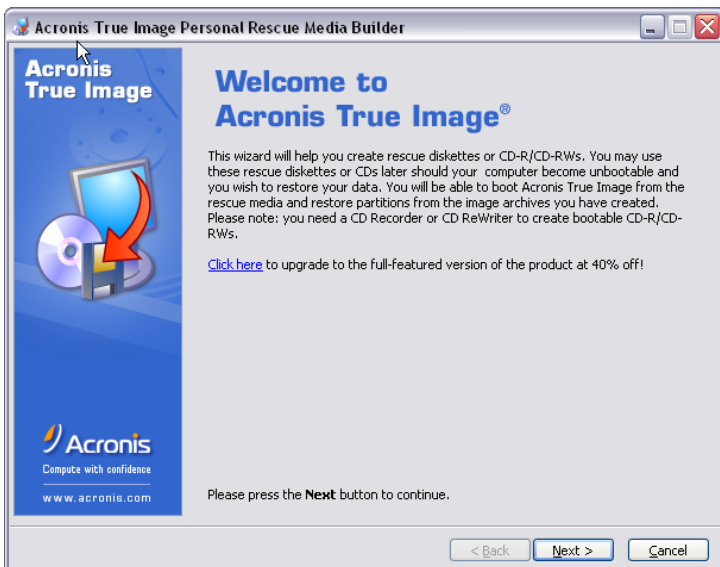 Acronis True Image Personal Rescue Media Builder
Acronis
True Image
Welcome to
Acronis True Image®
This wizard will help you create rescue diskettes or CD-R/CD-RWs. You may use
these rescue diskettes or CDs later should your computer become unbootable and
you wish to restore your data. You will be able to boot Acronis True Image from the
rescue media and restore partitions from the image archives you have created.
Please note: you need a CD Recorder or CD ReWriter to create bootable CD-R/CD-
RWs.
Click here to upgrade to the full-featured version of the product at 40% off!
Acronis
Compute with confidence
www.acronis.com
Please press the Next button to continue.
< Back
Next >
Cancel